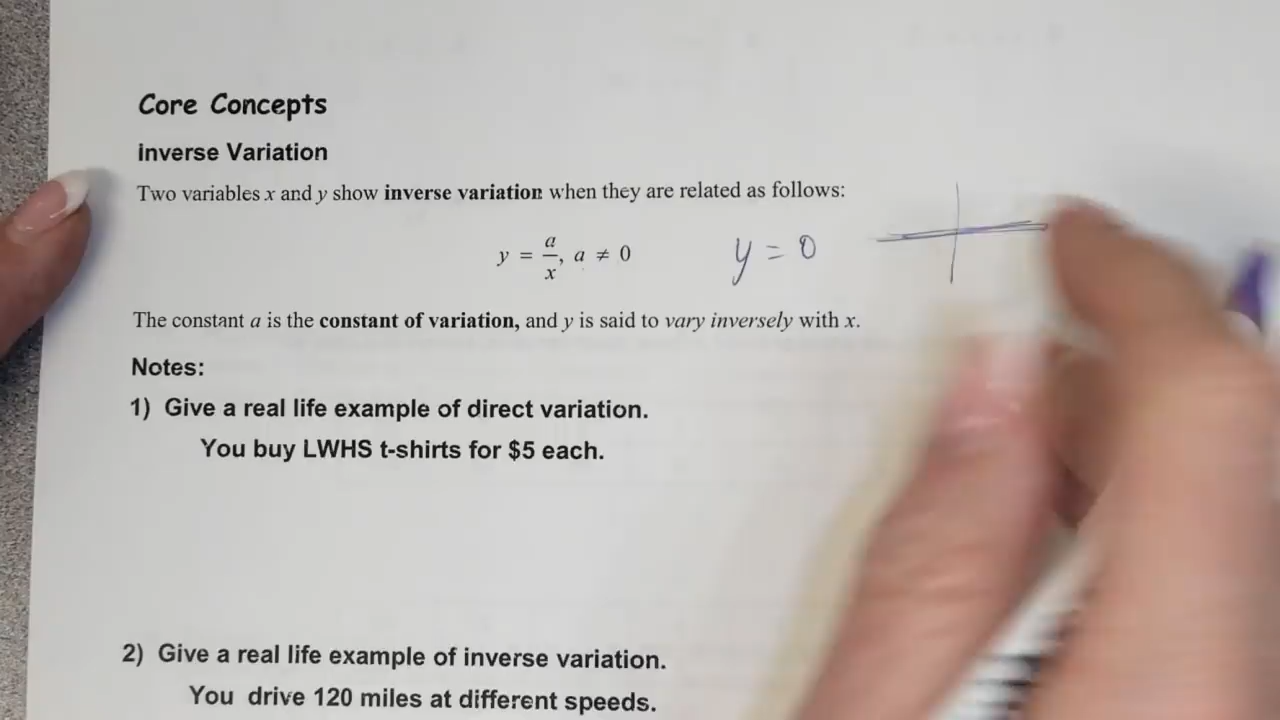 Core Concepts
Inverse Variation
Two variables x and y show inverse variation when they are related as follows:
y = a/x, a ≠ 0
y = 0
The constant a is the constant of variation, and y is said to vary inversely with x.
Notes:
1) Give a real life example of direct variation.
You buy LWHS t-shirts for $5 each.
2) Give a real life example of inverse variation.
You drive 120 miles at different speeds.